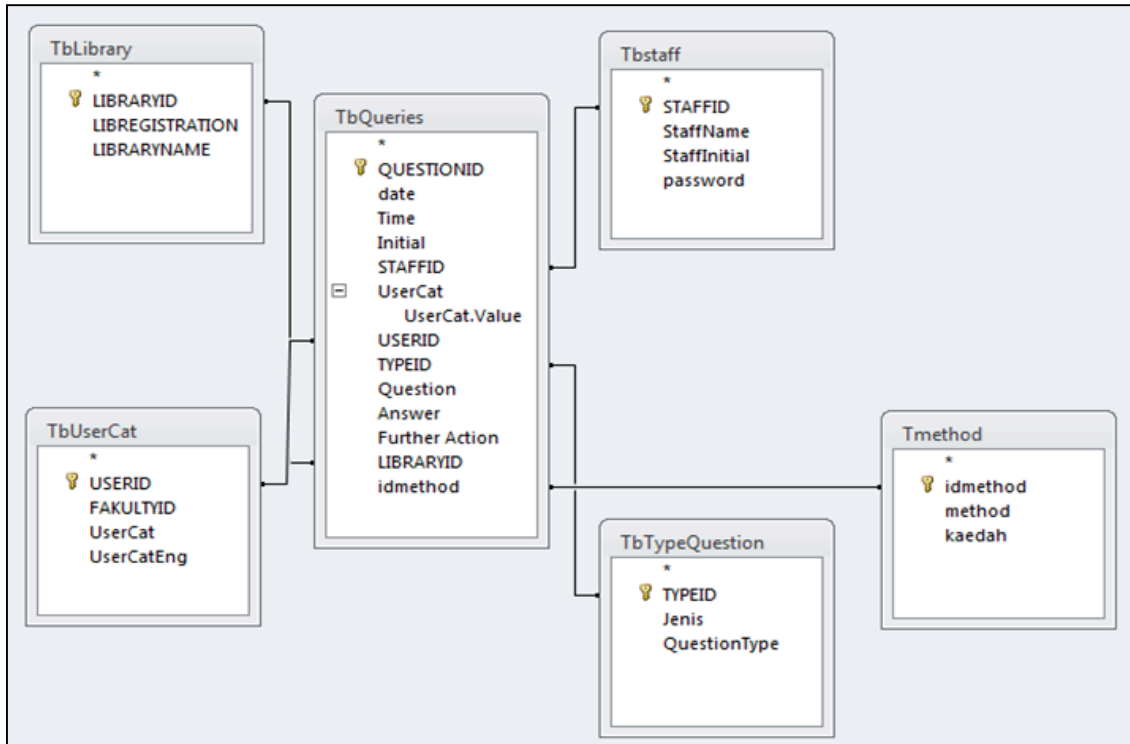 TbLibrary
*
LIBRARYID
LIBREGISTRATION
LIBRARYNAME
TbQueries
*
QUESTIONID
date
Time
Initial
STAFFID
UserCat
UserCat.Value
USERID
TYPEID
Question
Answer
Further Action
LIBRARYID
idmethod
Tbstaff
*
STAFFID
StaffName
StaffInitial
password
TbUserCat
*
USERID
FAKULTYID
UserCat
UserCatEng
TbTypeQuestion
*
TYPEID
Jenis
QuestionType
Tmethod
*
idmethod
method
kaedah